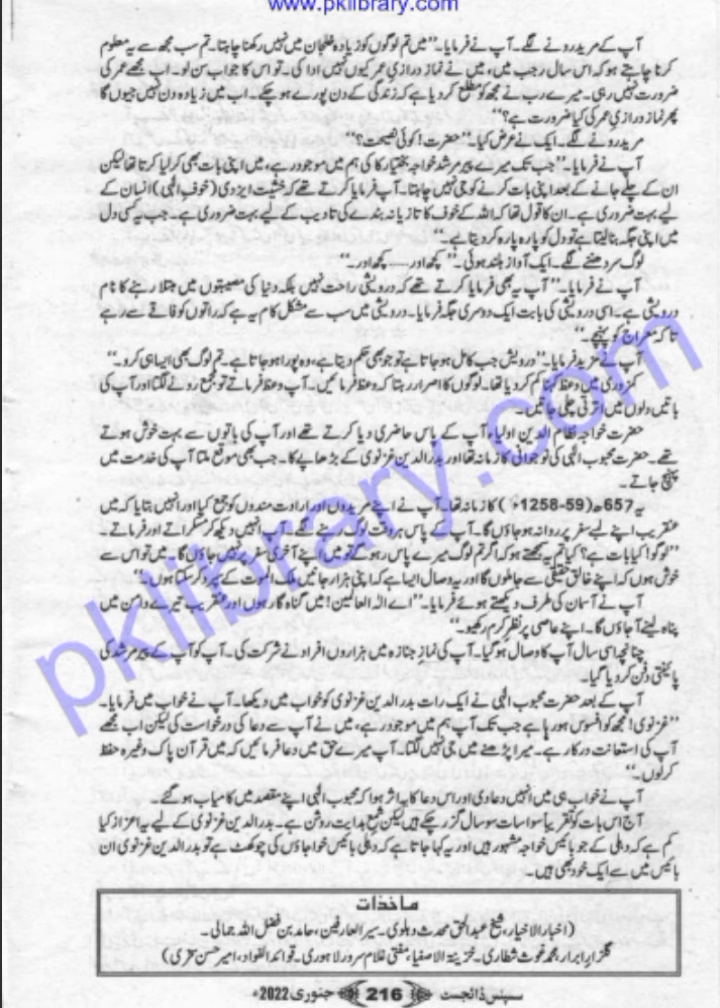 www.pklibrary.com
آپ کے مرید رونے لگے۔ آپ نے فرمایا۔ ”میں تم لوگوں کو زیادہ خلجان میں نہیں رکھنا چاہتا۔ تم سب مجھ سے یہ معلوم
کرنا چاہتے ہو کہ اس سال رجب میں، میں نے نماز درازی عمر کیوں نہیں ادا کی۔ تو اس کا جواب سن لو۔ اب مجھے عمر کی
ضرورت نہیں رہی۔ میرے رب نے مجھ کو مطلع کر دیا ہے کہ زندگی کے دن پورے ہو چکے۔ اب میں زیادہ دن نہیں جیوں گا
پھر نماز درازی عمر کی کیا ضرورت ہے؟“
مرید رونے لگے۔ ایک نے عرض کیا۔ ”حضرت! کوئی نصیحت؟“
آپ نے فرمایا۔ ”جب تک میرے پیر مرشد خواجہ بختیار کاکی ہم میں موجود رہے، میں اپنی بات بھی کر لیا کرتا تھا لیکن
ان کے چلے جانے کے بعد اپنی بات کرنے کو جی نہیں چاہتا۔ آپ فرمایا کرتے تھے کہ خشیت ایزدی (خوف الٰہی) انسان کے
لیے بہت ضروری ہے۔ ان کا قول تھا کہ اللہ کے خوف کا تازیانہ بندے کی تادیب کے لیے بہت ضروری ہے۔ جب یہ کسی دل
میں اپنی جگہ بنا لیتا ہے تو دل کو پارہ پارہ کر دیتا ہے۔“
لوگ سر دھننے لگے۔ ایک آواز بلند ہوئی۔ ”کچھ اور۔۔۔ کچھ اور۔“
آپ نے فرمایا۔ ”آپ یہ بھی فرمایا کرتے تھے کہ درویشی راحت نہیں بلکہ دنیا کی مصیبتوں میں مبتلا رہنے کا نام
درویشی ہے۔ اسی درویشی کی بابت ایک دوسری جگہ فرمایا۔ درویشی میں سب سے مشکل کام یہ ہے کہ راتوں کو فاقے سے رہے
تاکہ معراج کو پہنچے۔“
آپ نے مزید فرمایا۔ ”درویش جب کامل ہو جاتا ہے تو جو بھی حکم دیتا ہے، وہ پورا ہو جاتا ہے۔ تم لوگ بھی ایسا ہی کرو۔“
کمزوری میں وعظ کہنا کم کر دیا تھا۔ لوگوں کا اصرار رہتا کہ وعظ فرمائیں۔ آپ وعظ فرماتے تو مجمع رونے لگتا اور آپ کی
باتیں دلوں میں اترتی چلی جاتیں۔
حضرت خواجہ نظام الدین اولیاء آپ کے پاس حاضری دیا کرتے تھے اور آپ کی باتوں سے بہت خوش ہوتے
تھے۔ حضرت محبوب الٰہی کی نوجوانی کا زمانہ تھا اور بدر الدین غزنوی کے بڑھاپے کا۔ جب بھی موقع ملتا آپ کی خدمت میں
پہنچ جاتے۔
یہ 657ھ (1258-59ء) کا زمانہ تھا۔ آپ نے اپنے مریدوں اور ارادت مندوں کو جمع کیا اور انہیں بتایا کہ میں
عنقریب اپنے لیے سفر پر روانہ ہو جاؤں گا۔ آپ کے پاس ہر وقت لوگ رہنے لگے۔ آپ انہیں دیکھ کر مسکراتے اور فرماتے۔
”لوگو! کیا بات ہے؟ کیا تم یہ سمجھتے ہو کہ اگر تم لوگ میرے پاس رہو گے تو میں اپنے آخری سفر پر نہیں جاؤں گا۔ میں تو اس سے
خوش ہوں کہ اپنے خالق حقیقی سے جا ملوں گا اور یہ وصال ایسا ہے کہ اپنی ہزار جانیں ملک الموت کے سپرد کر سکتا ہوں۔“
آپ نے آسمان کی طرف دیکھتے ہوئے فرمایا۔ ”اے الٰہ العالمین! میں گناہ گار ہوں اور عنقریب تیرے دامن میں
پناہ لینے آ جاؤں گا۔ اپنے عاصی پر نظر کرم رکھیو۔“
چنانچہ اسی سال آپ کا وصال ہو گیا۔ آپ کی نماز جنازہ میں ہزاروں افراد نے شرکت کی۔ آپ کو آپ کے پیر مرشد کی
پائینتی دفن کر دیا گیا۔
آپ کے بعد حضرت محبوب الٰہی نے ایک رات بدر الدین غزنوی کو خواب میں دیکھا۔ آپ نے خواب میں فرمایا۔
”غزنوی! مجھ کو افسوس ہو رہا ہے جب تک آپ ہم میں موجود رہے، میں نے آپ سے دعا کی درخواست کی لیکن اب مجھے
آپ کی استعانت درکار ہے۔ میرا پڑھنے میں جی نہیں لگتا۔ آپ میرے حق میں دعا فرمائیں کہ میں قرآن پاک وغیرہ حفظ
کر لوں۔“
آپ نے خواب ہی میں انہیں دعا دی اور اس دعا کا یہ اثر ہوا کہ محبوب الٰہی اپنے مقصد میں کامیاب ہو گئے۔
آج اس بات کو تقریباً سوا سات سو سال گزر چکے ہیں لیکن شمع ہدایت روشن ہے۔ بدر الدین غزنوی کے لیے یہ اعزاز کیا
کم ہے کہ دہلی کے جو بائیس خواجہ مشہور ہیں اور یہ کہا جاتا ہے کہ دہلی بائیس خواجاؤں کی چوکھٹ ہے تو بدر الدین غزنوی ان
بائیس میں سے ایک خود بھی ہیں۔
ماخذات
(اخبار الاخیار، شیخ عبدالحق محدث دہلوی۔ سیر العارفین، حامد بن فضل اللہ جمالی۔
گلزار ابرار، محمد غوث شطاری۔ خزینۃ الاصفیا، مفتی غلام سرور لاہوری۔ فوائد الفواد، امیر حسن سجزی)
سسپنس ڈائجسٹ 216 جنوری 2022ء
pklibrary.com